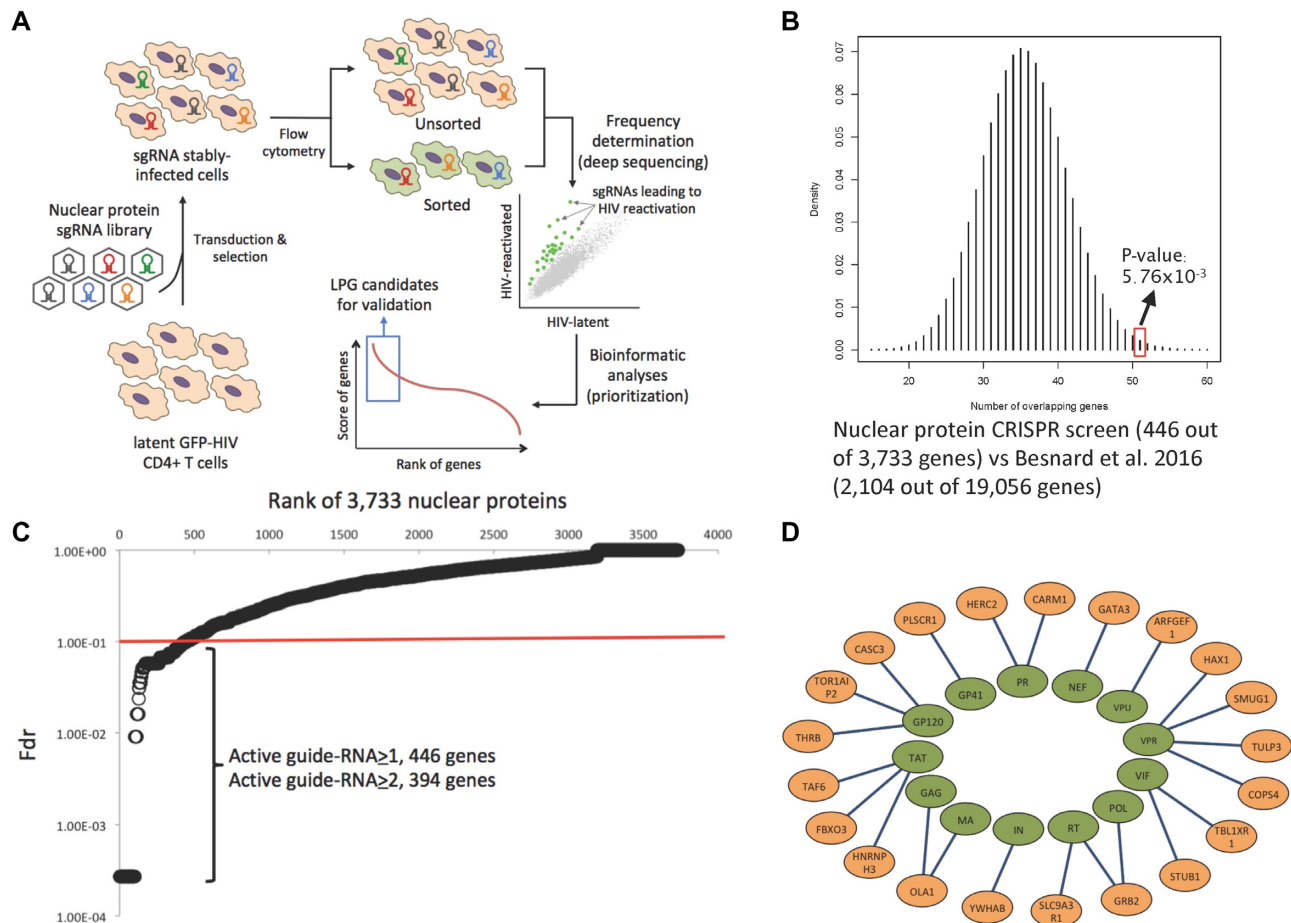 A
sgRNA stably-
infected cells
Flow
cytometry
Unsorted
Sorted
Frequency
determination
(deep sequencing)
sgRNAs leading to
HIV reactivation
HIV-reactivated
HIV-latent
Nuclear protein
sgRNA library
Transduction &
selection
latent GFP-HIV
CD4+ T cells
LPG candidates
for validation
Score of genes
Rank of genes
Bioinformatic
analyses
(prioritization)
B
Density
0.07
0.06
0.05
0.04
0.03
0.02
0.01
0.00
20
30
40
50
60
Number of overlapping genes
P-value:
5.76x10-3
Nuclear protein CRISPR screen (446 out
of 3,733 genes) vs Besnard et al. 2016
(2,104 out of 19,056 genes)
C
Rank of 3,733 nuclear proteins
0
500
1000
1500
2000
2500
3000
3500
4000
Fdr
1.00E+00
1.00E-01
1.00E-02
1.00E-03
1.00E-04
Active guide-RNA≥1, 446 genes
Active guide-RNA≥2, 394 genes
D
HERC2
CARM1
GATA3
ARFGEF
1
HAX1
SMUG1
TULP3
COPS4
TBL1XR
1
STUB1
GRB2
SLC9A3
R1
YWHAB
OLA1
HNRNP
H3
FBXO3
TAF6
THRB
TOR1AI
P2
CASC3
PLSCR1
PR
NEF
VPU
VPR
VIF
POL
RT
IN
MA
GAG
TAT
GP120
GP41